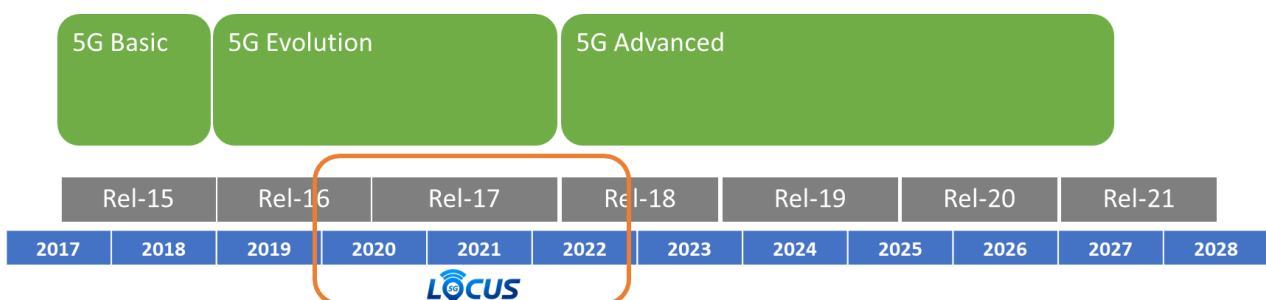 5G Basic
5G Evolution
5G Advanced
Rel-15
Rel-16
Rel-17
Rel-18
Rel-19
Rel-20
Rel-21
2017
2018
2019
2020
2021
2022
2023
2024
2025
2026
2027
2028
LOCUS
5G